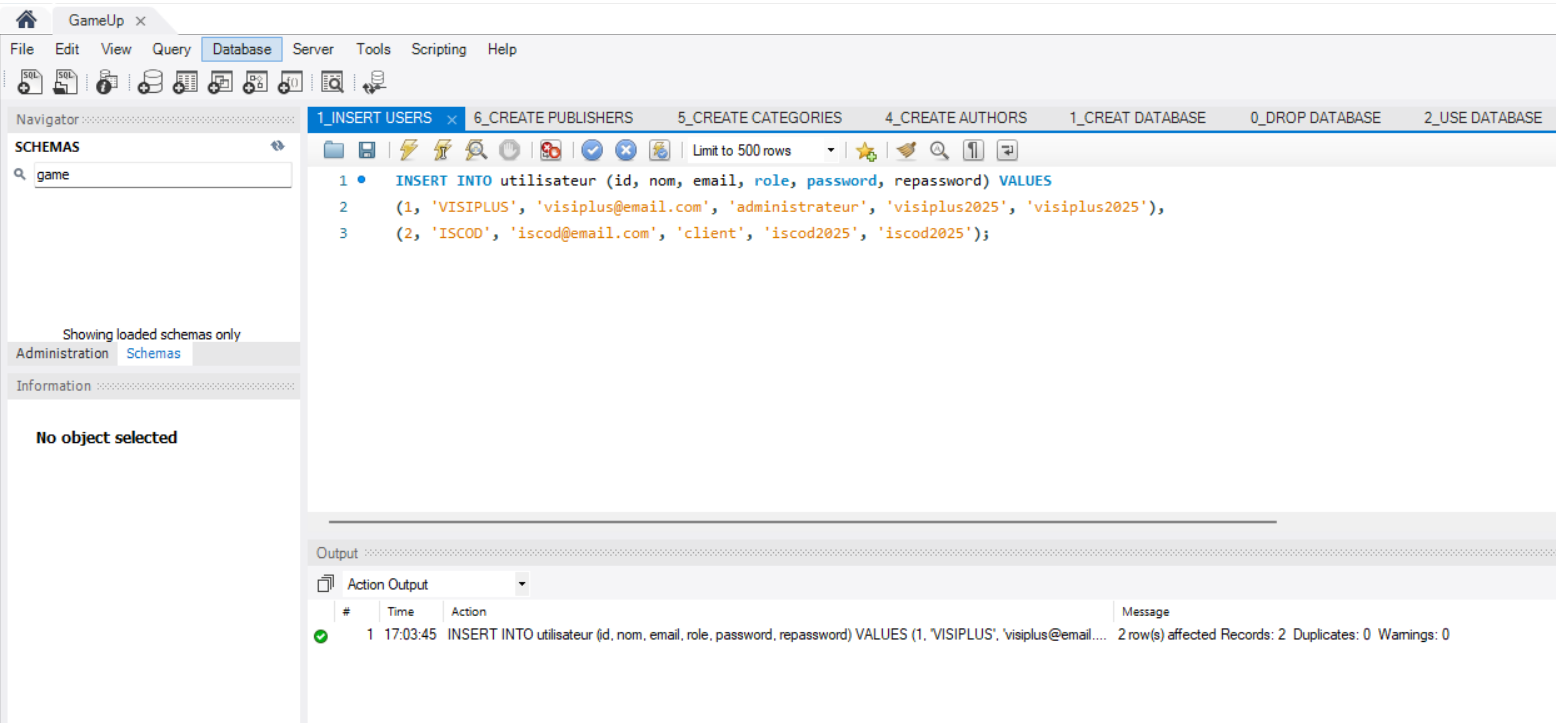 GameUp
File Edit View Query Database Server Tools Scripting Help
Navigator
SCHEMAS
game
Showing loaded schemas only
Administration Schemas
Information
No object selected
1_INSERT USERS 6_CREATE PUBLISHERS 5_CREATE CATEGORIES 4_CREATE AUTHORS 1_CREAT DATABASE 0_DROP DATABASE 2_USE DATABASE
Limit to 500 rows
1 INSERT INTO utilisateur (id, nom, email, role, password, repassword) VALUES
2 (1, 'VISIPLUS', 'visiplus@email.com', 'administrateur', 'visiplus2025', 'visiplus2025'),
3 (2, 'ISCOD', 'iscod@email.com', 'client', 'iscod2025', 'iscod2025');
Output
Action Output
# Time Action Message
1 17:03:45 INSERT INTO utilisateur (id, nom, email, role, password, repassword) VALUES (1, 'VISIPLUS', 'visiplus@email.... 2 row(s) affected Records: 2 Duplicates: 0 Warnings: 0